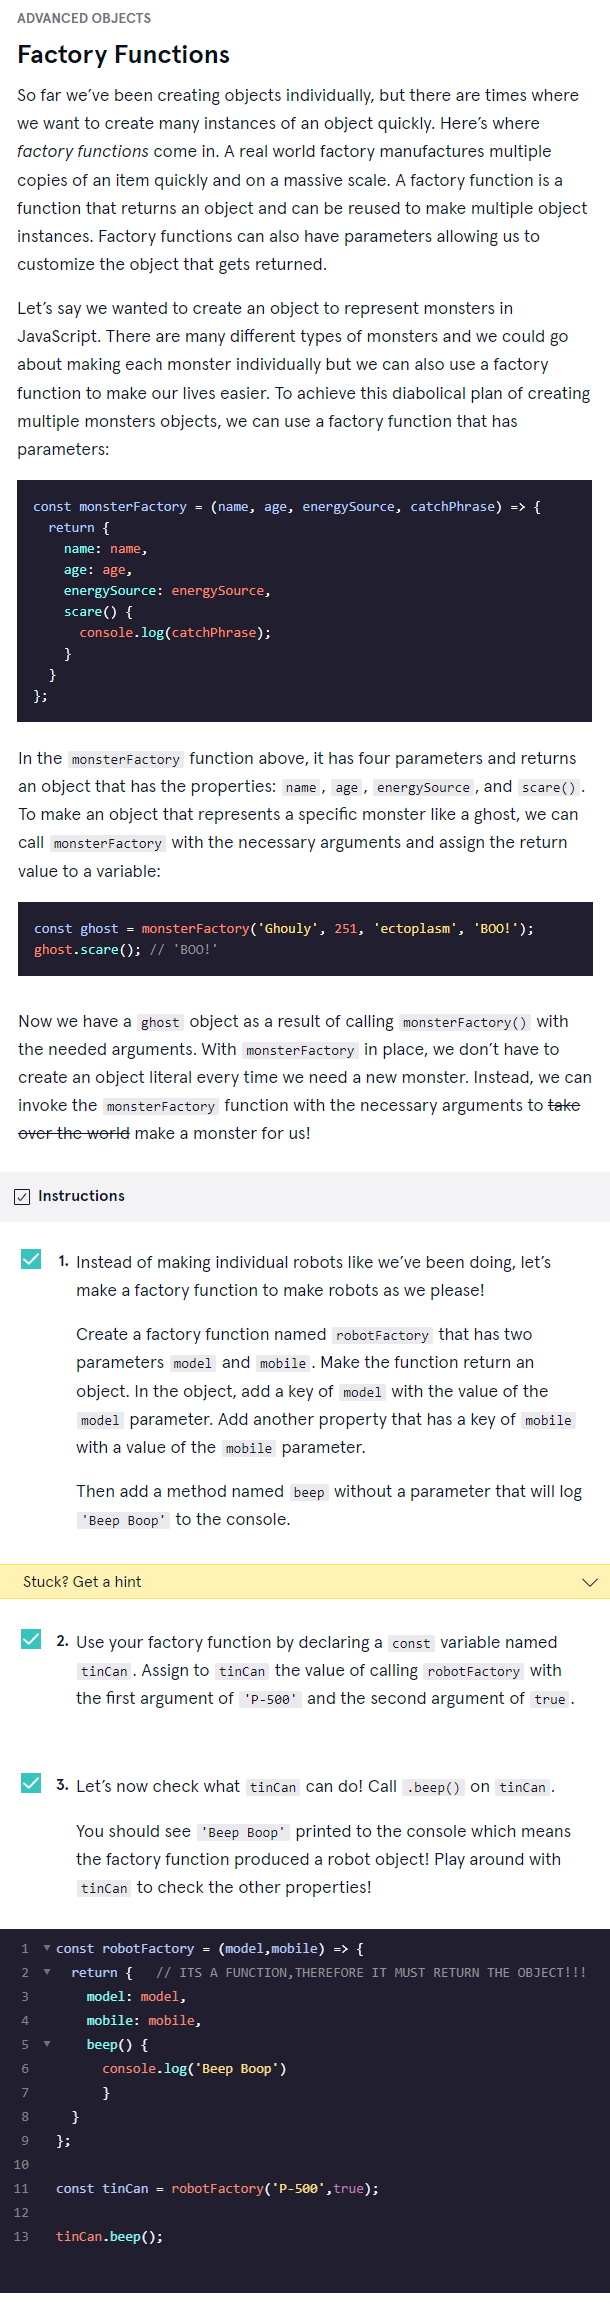 ADVANCED OBJECTS
Factory Functions
So far we’ve been creating objects individually, but there are times where
we want to create many instances of an object quickly. Here’s where
factory functions come in. A real world factory manufactures multiple
copies of an item quickly and on a massive scale. A factory function is a
function that returns an object and can be reused to make multiple object
instances. Factory functions can also have parameters allowing us to
customize the object that gets returned.
Let’s say we wanted to create an object to represent monsters in
JavaScript. There are many different types of monsters and we could go
about making each monster individually but we can also use a factory
function to make our lives easier. To achieve this diabolical plan of creating
multiple monsters objects, we can use a factory function that has
parameters:
const monsterFactory = (name, age, energySource, catchPhrase) => {
  return {
    name: name,
    age: age,
    energySource: energySource,
    scare() {
      console.log(catchPhrase);
    }
  }
};
In the monsterFactory function above, it has four parameters and returns
an object that has the properties: name, age, energySource, and scare().
To make an object that represents a specific monster like a ghost, we can
call monsterFactory with the necessary arguments and assign the return
value to a variable:
const ghost = monsterFactory('Ghouly', 251, 'ectoplasm', 'BOO!');
ghost.scare(); // 'BOO!'
Now we have a ghost object as a result of calling monsterFactory() with
the needed arguments. With monsterFactory in place, we don’t have to
create an object literal every time we need a new monster. Instead, we can
invoke the monsterFactory function with the necessary arguments to take
over the world make a monster for us!
Instructions
1. Instead of making individual robots like we’ve been doing, let’s
make a factory function to make robots as we please!
Create a factory function named robotFactory that has two
parameters model and mobile. Make the function return an
object. In the object, add a key of model with the value of the
model parameter. Add another property that has a key of mobile
with a value of the mobile parameter.
Then add a method named beep without a parameter that will log
'Beep Boop' to the console.
Stuck? Get a hint
2. Use your factory function by declaring a const variable named
tinCan. Assign to tinCan the value of calling robotFactory with
the first argument of 'P-500' and the second argument of true.
3. Let’s now check what tinCan can do! Call .beep() on tinCan.
You should see 'Beep Boop' printed to the console which means
the factory function produced a robot object! Play around with
tinCan to check the other properties!
1 const robotFactory = (model,mobile) => {
2   return {   // ITS A FUNCTION,THEREFORE IT MUST RETURN THE OBJECT!!!
3     model: model,
4     mobile: mobile,
5     beep() {
6       console.log('Beep Boop')
7       }
8   }
9 };
10
11 const tinCan = robotFactory('P-500',true);
12
13 tinCan.beep();